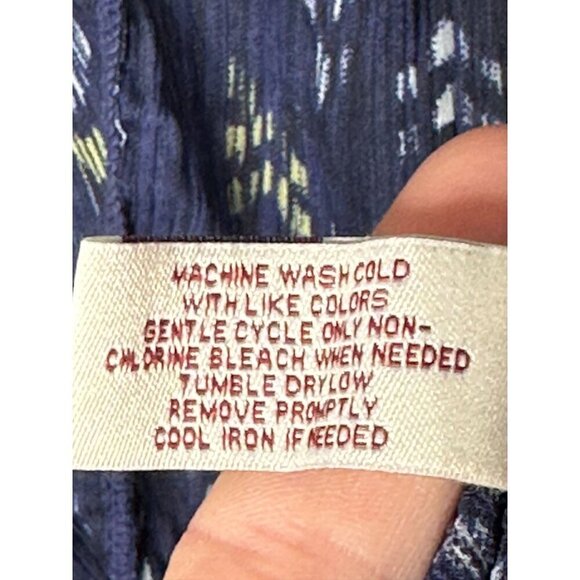 MACHINE WASH COLD
WITH LIKE COLORS
GENTLE CYCLE ONLY NON-
CHLORINE BLEACH WHEN NEEDED
TUMBLE DRY LOW
REMOVE PROMPTLY
COOL IRON IF NEEDED